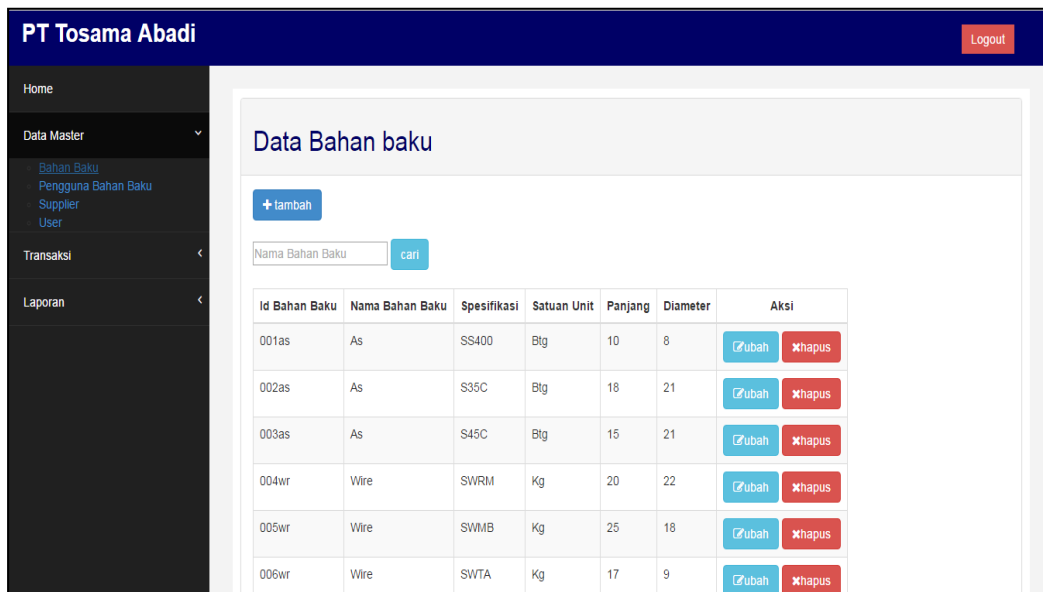 PT Tosama Abadi
Logout
Home
Data Master
Bahan Baku
Pengguna Bahan Baku
Supplier
User
Transaksi
Laporan
Data Bahan baku
tambah
Nama Bahan Baku cari
Id Bahan Baku Nama Bahan Baku Spesifikasi Satuan Unit Panjang Diameter Aksi
001as As SS400 Btg 10 8 ubah hapus
002as As S35C Btg 18 21 ubah hapus
003as As S45C Btg 15 21 ubah hapus
004wr Wire SWRM Kg 20 22 ubah hapus
005wr Wire SWMB Kg 25 18 ubah hapus
006wr Wire SWTA Kg 17 9 ubah hapus